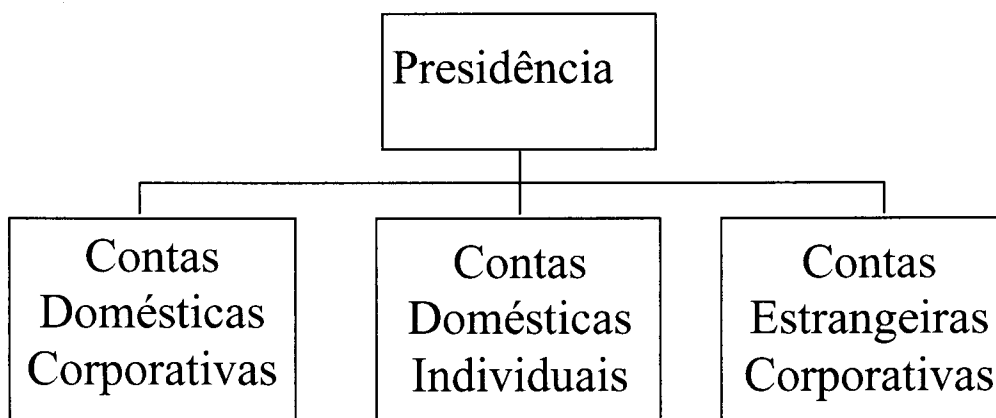 Presidência
Contas
Domésticas
Corporativas
Contas
Domésticas
Individuais
Contas
Estrangeiras
Corporativas